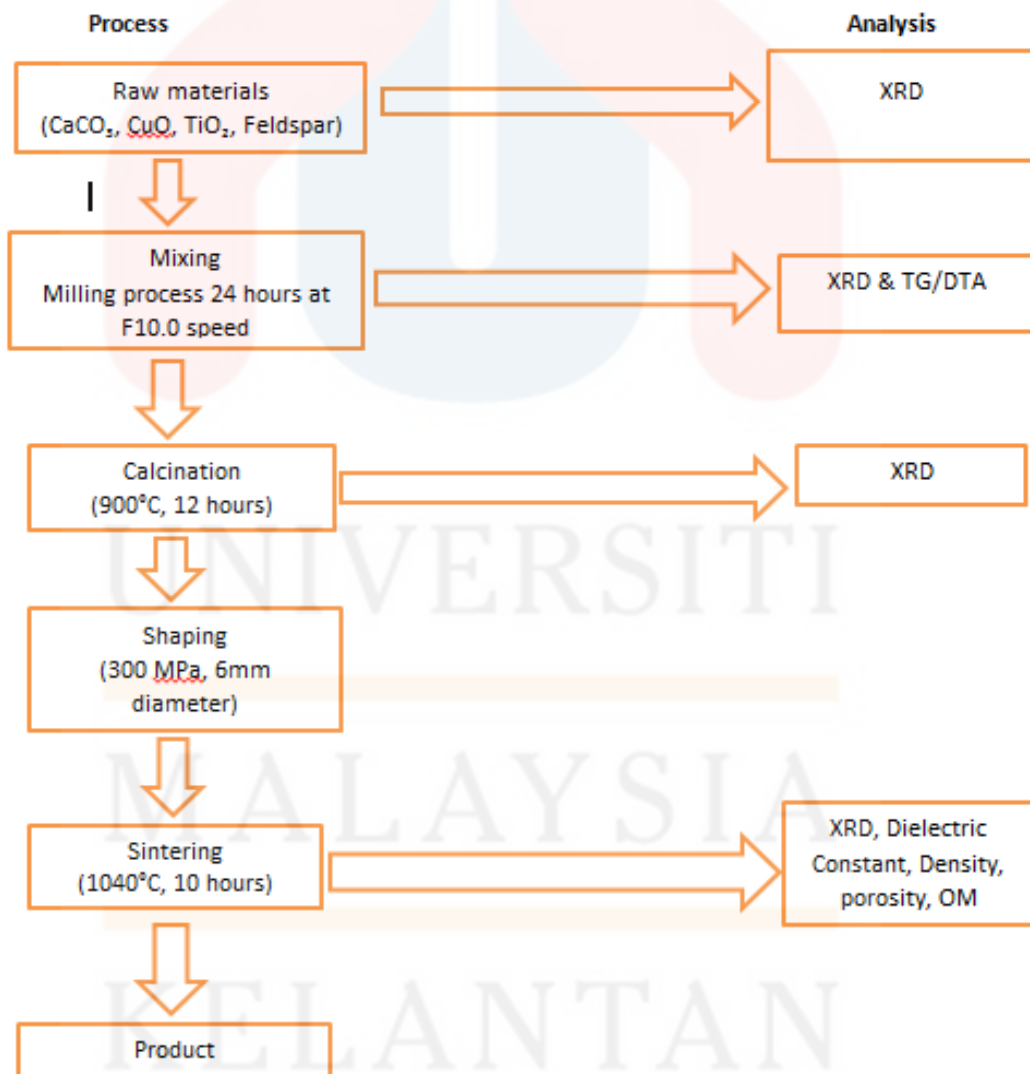 Process
Analysis
Raw materials
(CaCO₃, CuO, TiO₂, Feldspar)
XRD
Mixing
Milling process 24 hours at
F10.0 speed
XRD & TG/DTA
Calcination
(900°C, 12 hours)
XRD
Shaping
(300 MPa, 6mm
diameter)
Sintering
(1040°C, 10 hours)
XRD, Dielectric
Constant, Density,
porosity, OM
Product
UNIVERSITI
MALAYSIA
KELANTAN